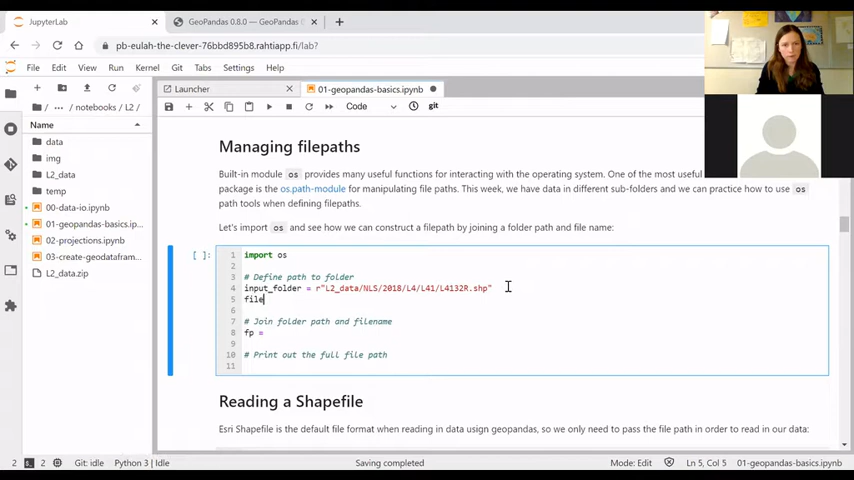 JupyterLab
GeoPandas 0.8.0 — GeoPandas
pb-eulah-the-clever-76bbd895b8.rahtiapp.fi/lab?
File Edit View Run Kernel Git Tabs Settings Help
Launcher
01-geopandas-basics.ipynb
Code
git
/ ··· / notebooks / L2 /
Name
data
img
L2_data
temp
00-data-io.ipynb
01-geopandas-basics.ip...
02-projections.ipynb
03-create-geodatafram...
L2_data.zip
Managing filepaths
Built-in module os provides many useful functions for interacting with the operating system. One of the most useful
package is the os.path-module for manipulating file paths. This week, we have data in different sub-folders and we can practice how to use os
path tools when defining filepaths.
Let's import os and see how we can construct a filepath by joining a folder path and file name:
[ ]:
1 import os
2
3 # Define path to folder
4 input_folder = r"L2_data/NLS/2018/L4/L41/L4132R.shp"
5 file
6
7 # Join folder path and filename
8 fp =
9
10 # Print out the full file path
11
Reading a Shapefile
Esri Shapefile is the default file format when reading in data usign geopandas, so we only need to pass the file path in order to read in our data:
2 2 Git: idle Python 3 | Idle Saving completed Mode: Edit Ln 5, Col 5 01-geopandas-basics.ipynb